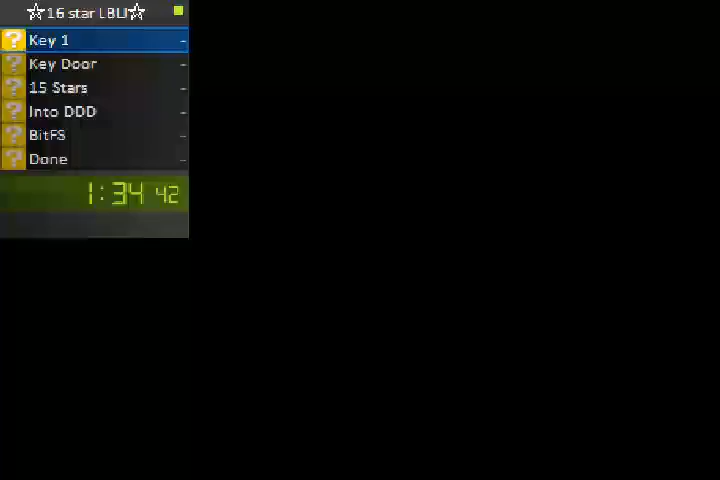 ☆16 star LBLJ☆
Key 1 -
Key Door -
15 Stars -
Into DDD -
BitFS -
Done -
1:34 42